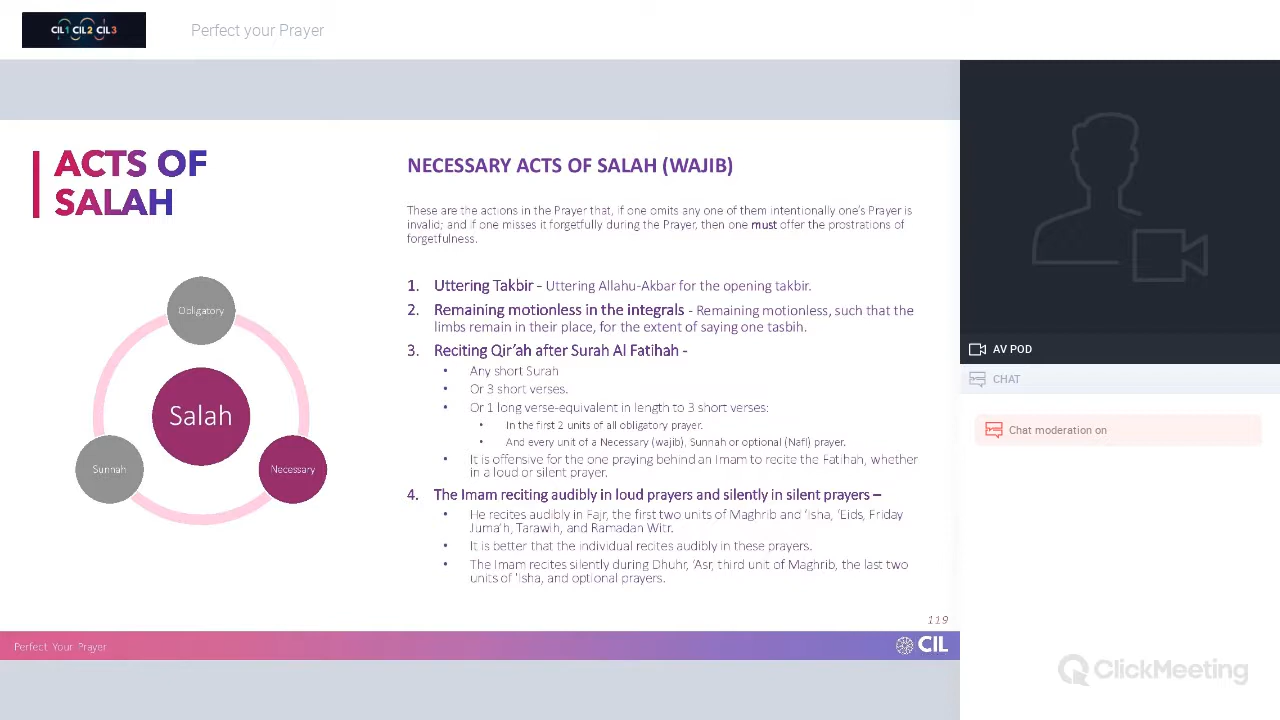 CIL1 CIL2 CIL3
Perfect your Prayer
ACTS OF
SALAH
Obligatory
Salah
Sunnah
Necessary
NECESSARY ACTS OF SALAH (WAJIB)
These are the actions in the Prayer that, if one omits any one of them intentionally one's Prayer is
invalid; and if one misses it forgetfully during the Prayer, then one must offer the prostrations of
forgetfulness.
1. Uttering Takbir - Uttering Allahu-Akbar for the opening takbir.
2. Remaining motionless in the integrals - Remaining motionless, such that the
limbs remain in their place, for the extent of saying one tasbih.
3. Reciting Qir'ah after Surah Al Fatihah -
• Any short Surah
• Or 3 short verses.
• Or 1 long verse-equivalent in length to 3 short verses:
• In the first 2 units of all obligatory prayer.
• And every unit of a Necessary (wajib), Sunnah or optional (Nafl) prayer.
• It is offensive for the one praying behind an Imam to recite the Fatihah, whether
in a loud or silent prayer.
4. The Imam reciting audibly in loud prayers and silently in silent prayers –
• He recites audibly in Fajr, the first two units of Maghrib and 'Isha, 'Eids, Friday
Juma'h, Tarawih, and Ramadan Witr.
• It is better that the individual recites audibly in these prayers.
• The Imam recites silently during Dhuhr, 'Asr, third unit of Maghrib, the last two
units of 'Isha, and optional prayers.
119
Perfect Your Prayer
CIL
AV POD
CHAT
Chat moderation on
ClickMeeting